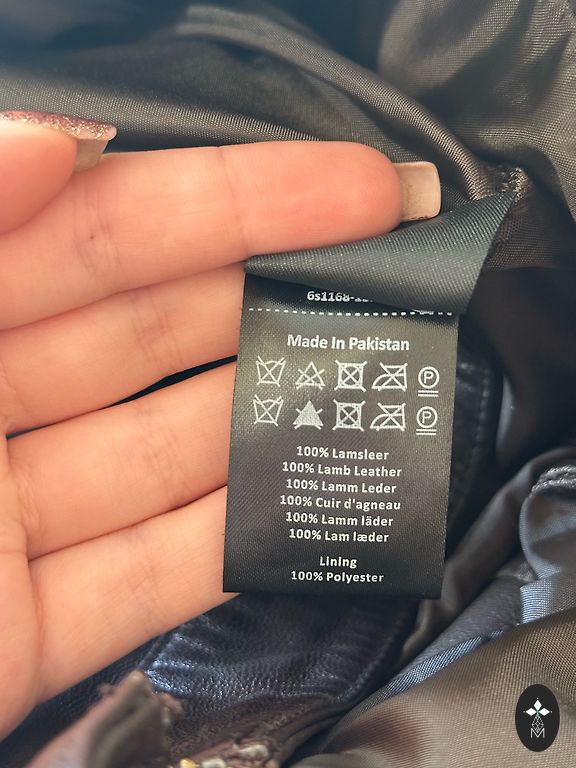 Made In Pakistan
P
P
100% Lamsleer
100% Lamb Leather
100% Lamm Leder
100% Cuir d'agneau
100% Lamm läder
100% Lam læder
Lining
100% Polyester
M